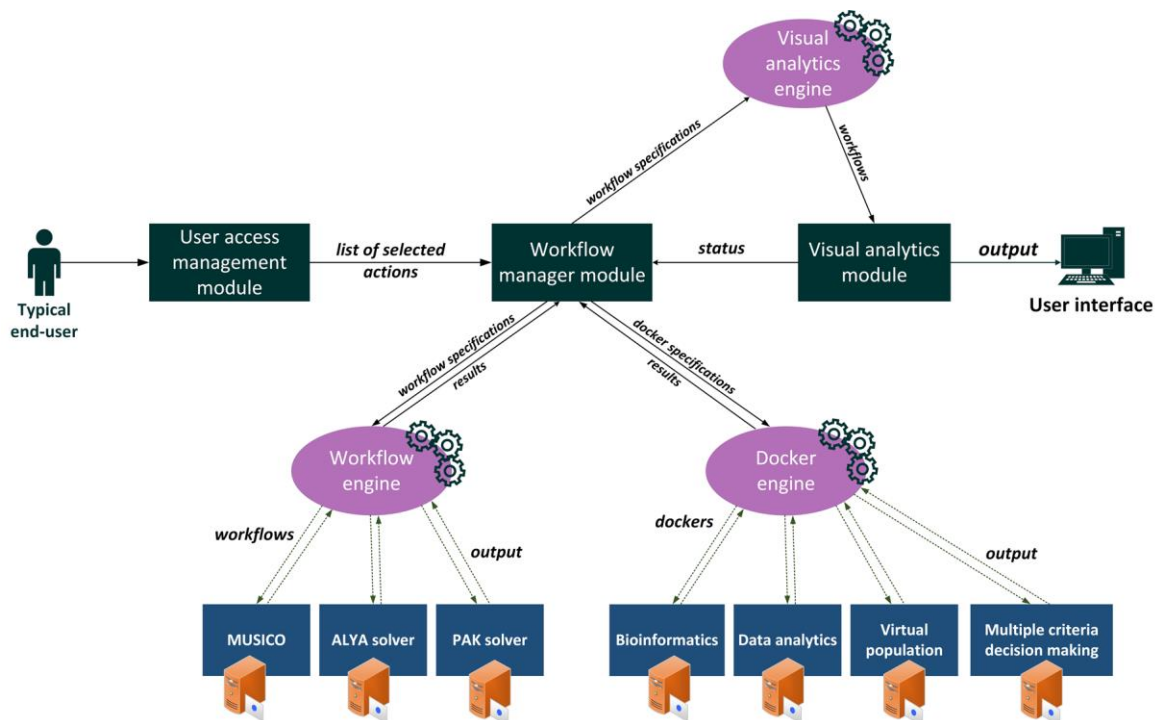 Visual
analytics
engine
workflow specifications
workflows
User access
management
module
list of selected
actions
Workflow
manager module
status
Visual analytics
module
output
Typical
end-user
User interface
workflow specifications
results
docker specifications
results
Workflow
engine
Docker
engine
workflows
output
dockers
output
MUSICO
ALYA solver
PAK solver
Bioinformatics
Data analytics
Virtual
population
Multiple criteria
decision making